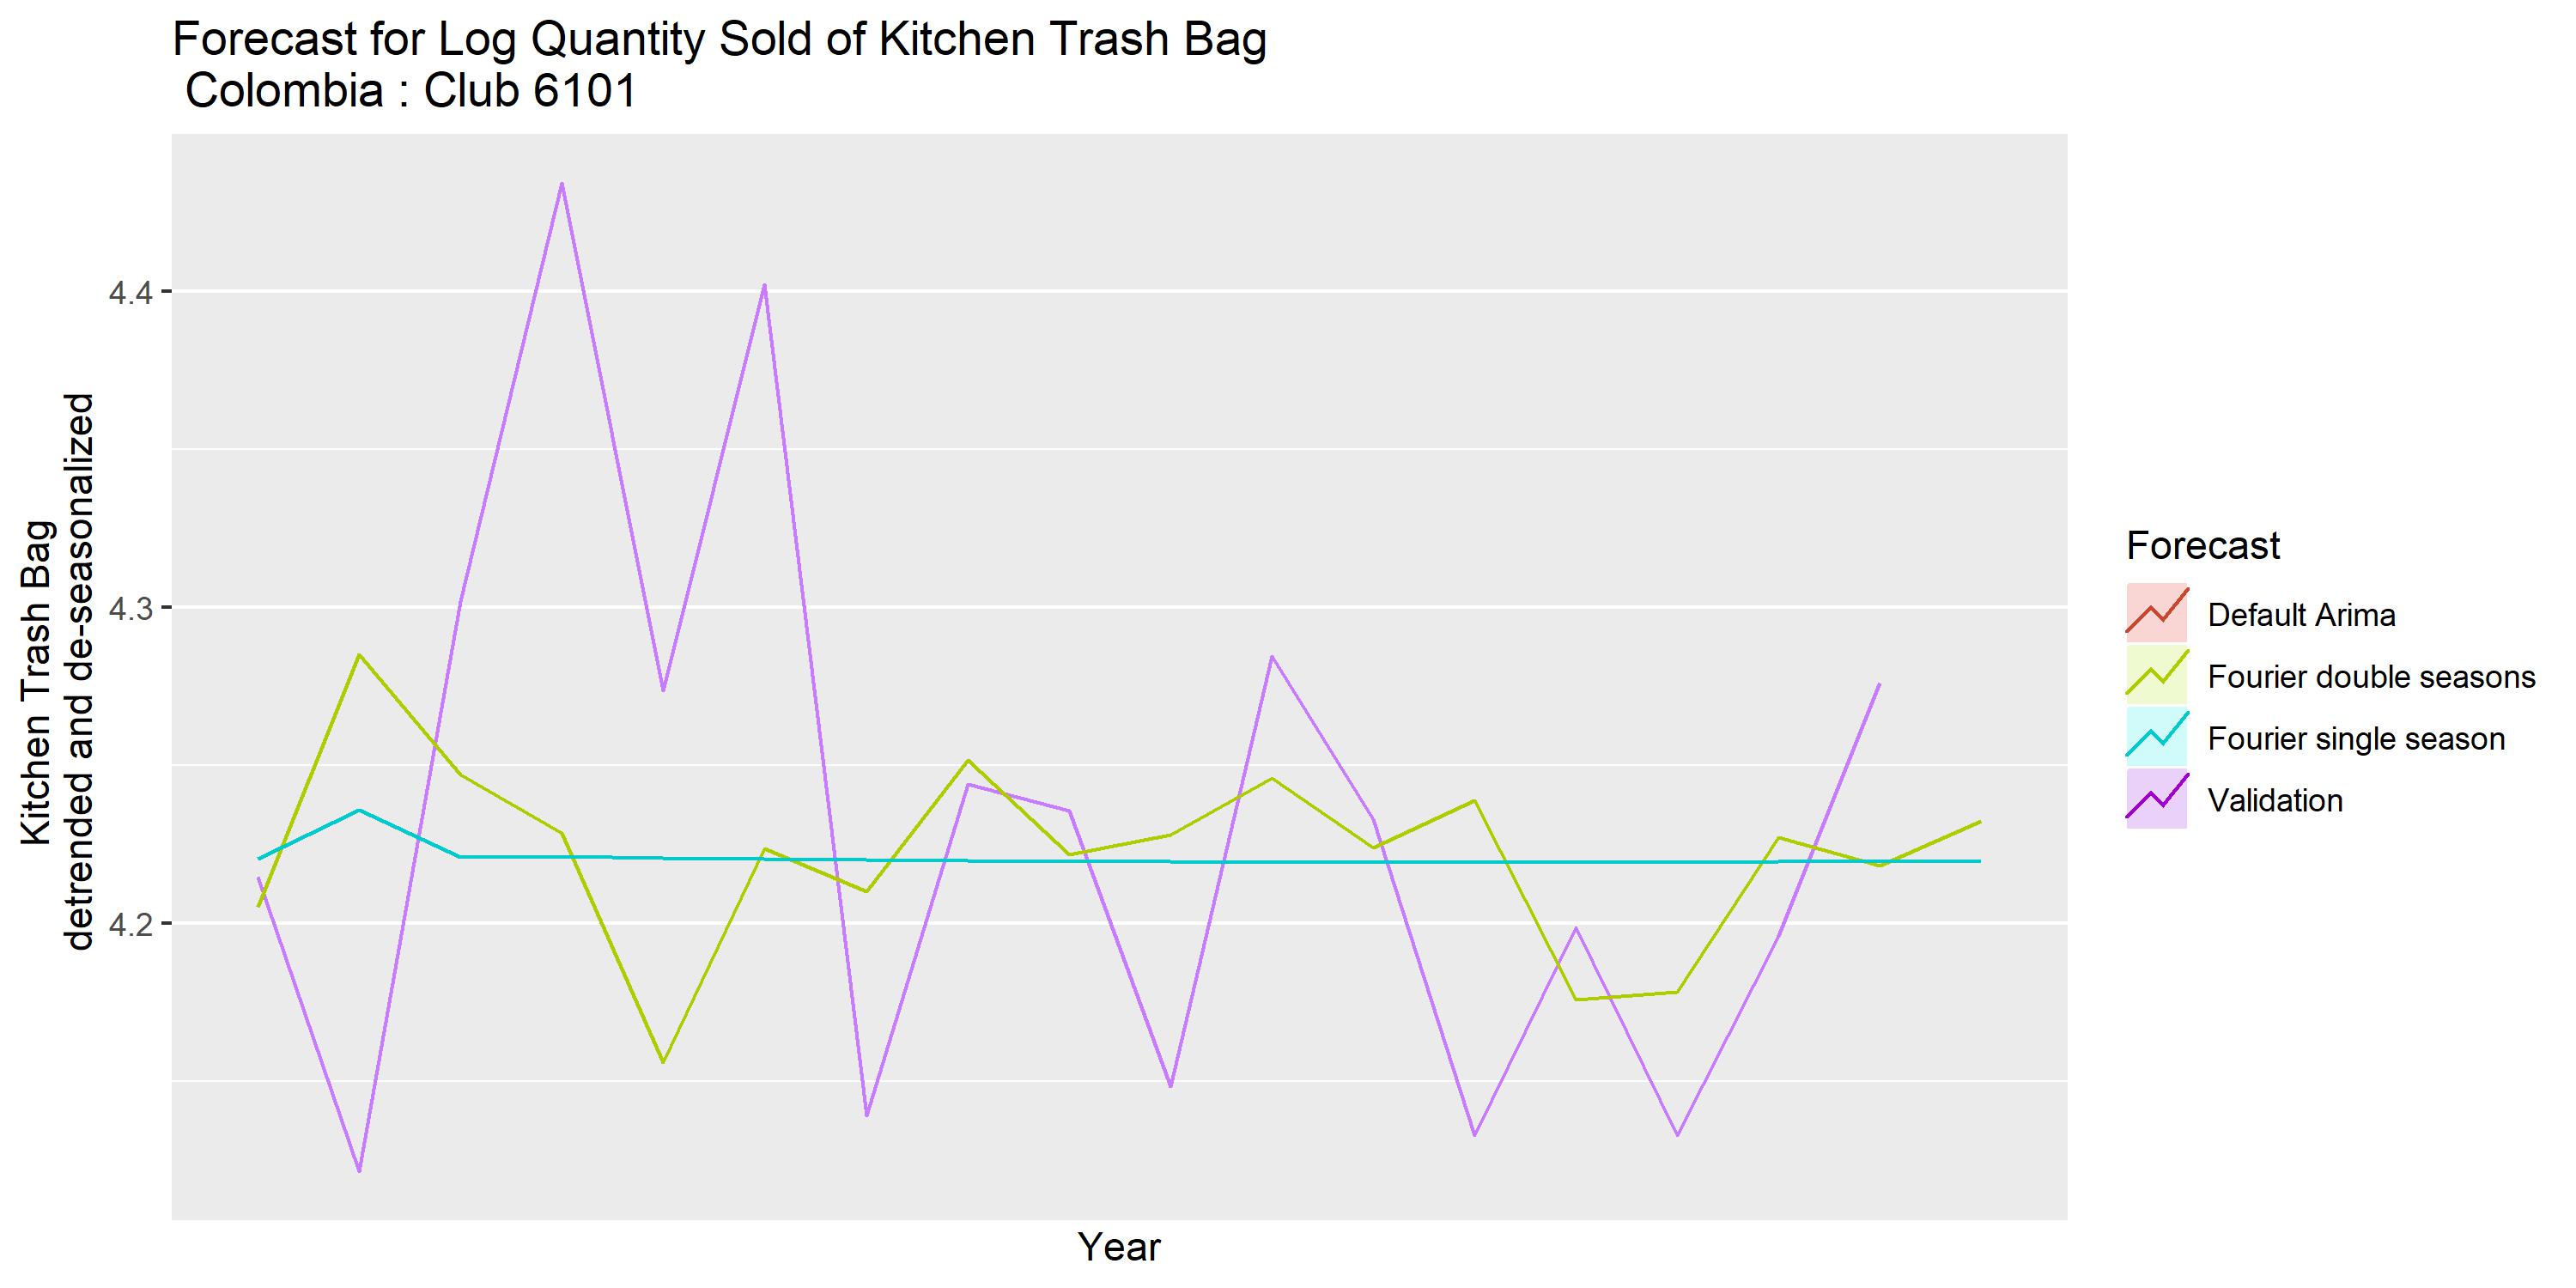 Forecast for Log Quantity Sold of Kitchen Trash Bag
Colombia : Club 6101
Kitchen Trash Bag
detrended and de-seasonalized
4.4
4.3
4.2
Year
Forecast
Default Arima
Fourier double seasons
Fourier single season
Validation